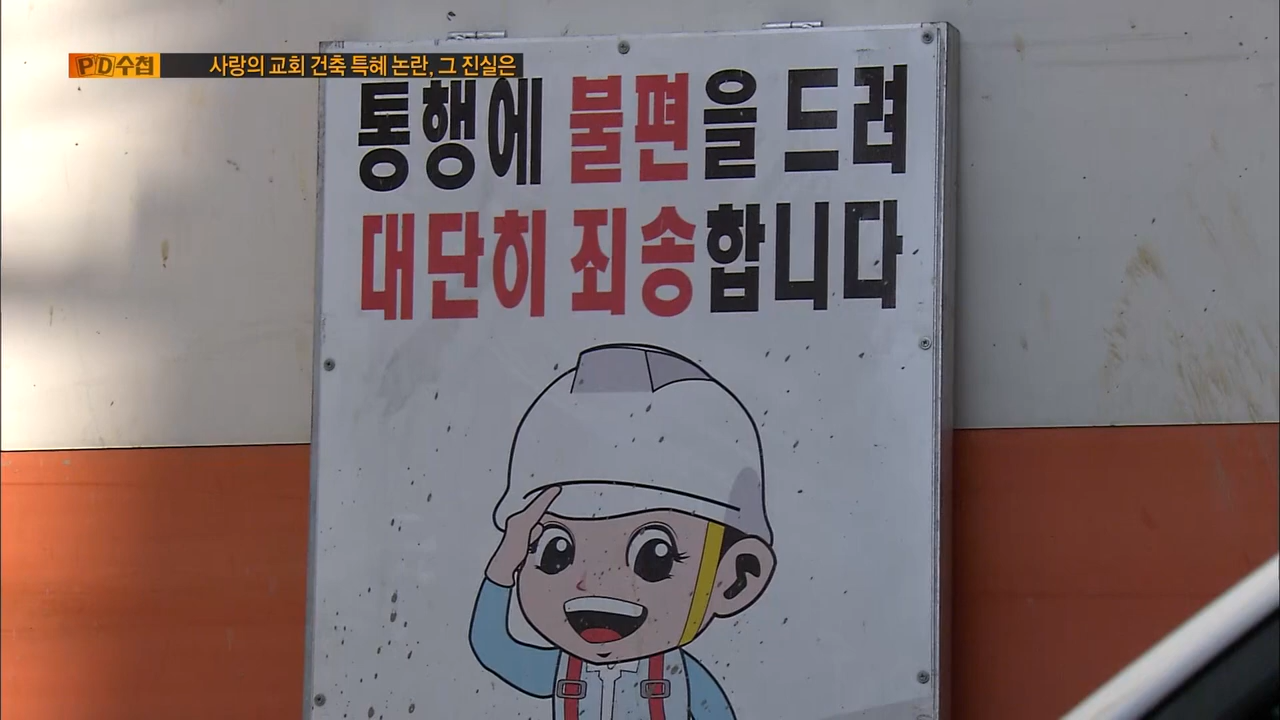 PD수첩 사랑의 교회 건축 특혜 논란, 그 진실은
통행에 불편을 드려
대단히 죄송합니다